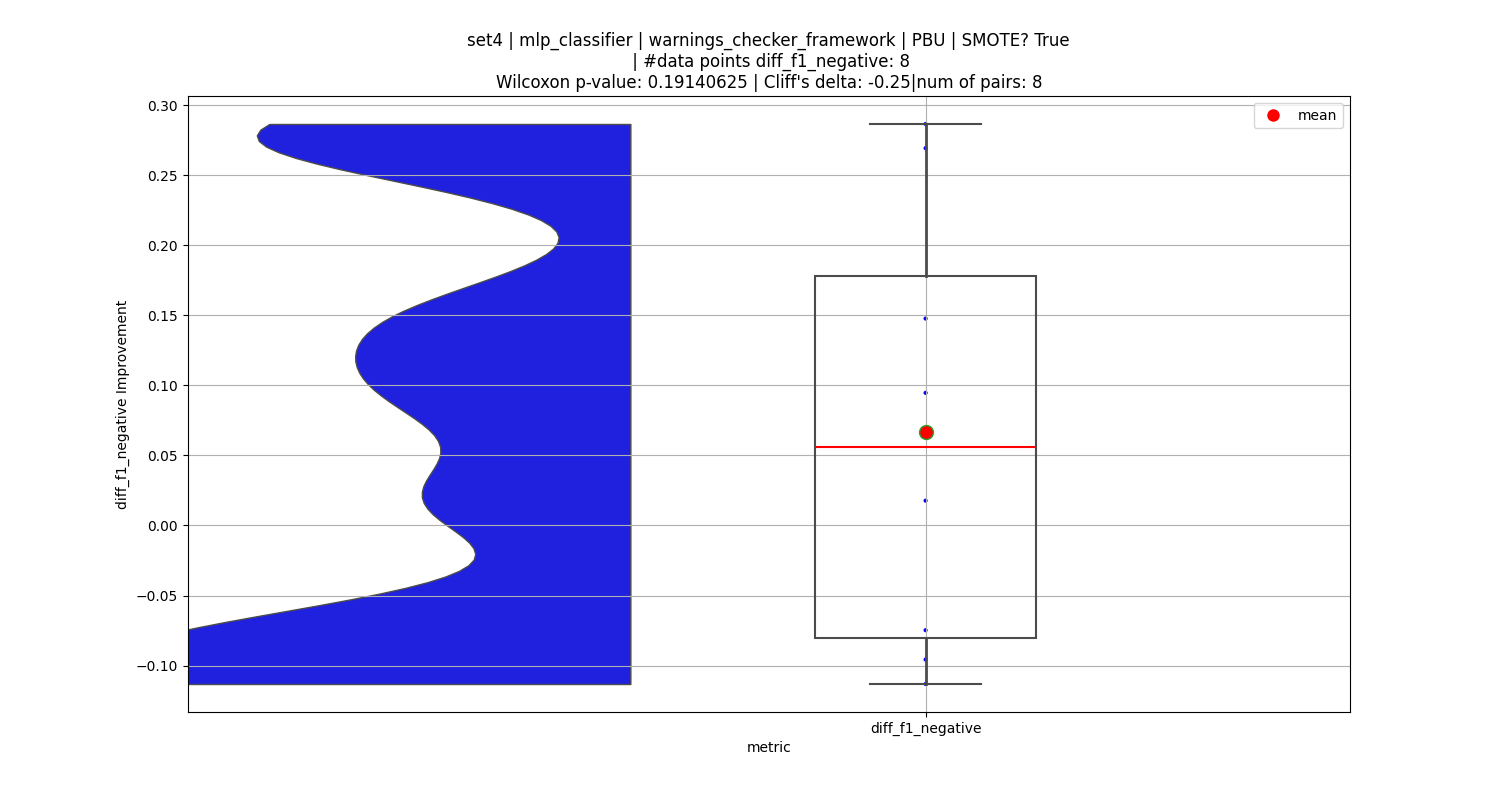 set4 | mlp_classifier | warnings_checker_framework | PBU | SMOTE? True
| #data points diff_f1_negative: 8
Wilcoxon p-value: 0.19140625 | Cliff's delta: -0.25|num of pairs: 8
mean
0.30
0.25
0.20
0.15
0.10
0.05
0.00
−0.05
−0.10
diff_f1_negative Improvement
diff_f1_negative
metric